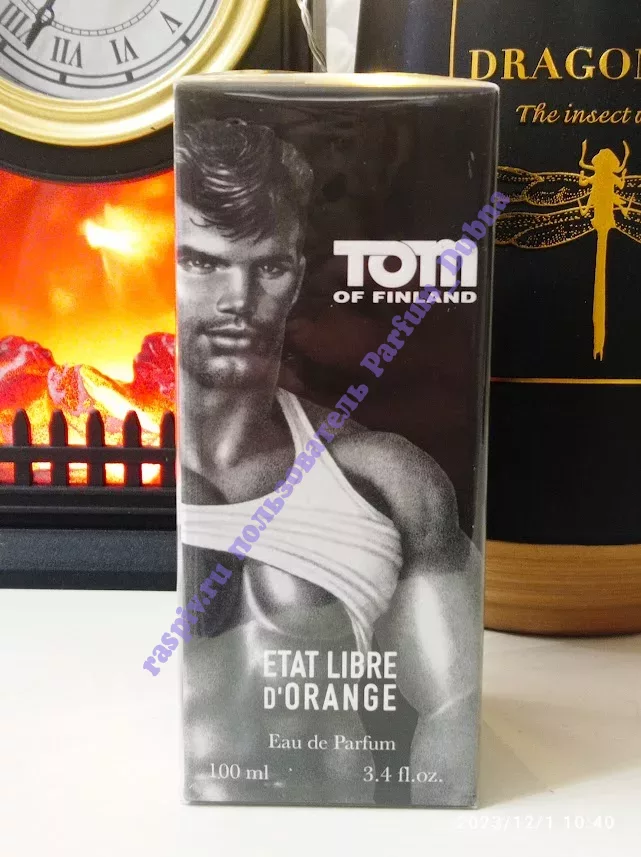 DRAGON
The insect
TOM
OF FINLAND
raspiv.ru пользователь Parfum_Dubna
ETAT LIBRE
D'ORANGE
Eau de Parfum
100 ml 3.4 fl.oz.
2023/12/1 10:40